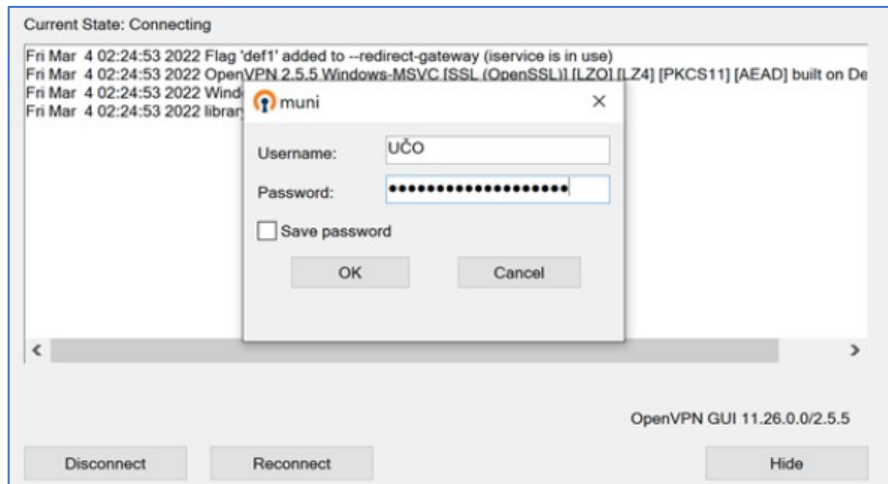 Current State: Connecting
Fri Mar 4 02:24:53 2022 Flag 'def1' added to --redirect-gateway (iservice is in use)
Fri Mar 4 02:24:53 2022 OpenVPN 2.5.5 Windows-MSVC [SSL (OpenSSL)] [LZO] [LZ4] [PKCS11] [AEAD] built on De
Fri Mar 4 02:24:53 2022 Wind
Fri Mar 4 02:24:53 2022 librar
muni
Username: UČO
Password: ●●●●●●●●●●●●●●●●●●●
Save password
OK Cancel
OpenVPN GUI 11.26.0.0/2.5.5
Disconnect Reconnect Hide